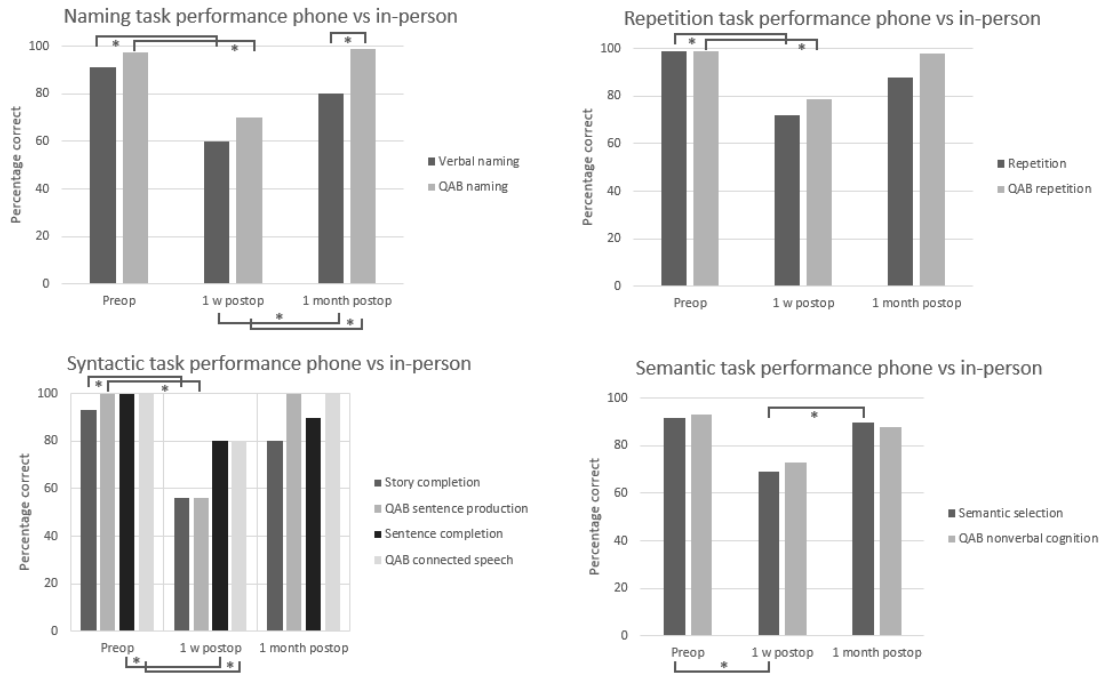 Naming task performance phone vs in-person
* *
*
Percentage correct
100
80
60
40
20
0
Preop
1 w postop
1 month postop
*
*
Verbal naming
QAB naming
Repetition task performance phone vs in-person
* *
Percentage correct
100
80
60
40
20
0
Preop
1 w postop
1 month postop
Repetition
QAB repetition
Syntactic task performance phone vs in-person
* *
Percentage correct
100
80
60
40
20
0
Preop
1 w postop
1 month postop
* *
Story completion
QAB sentence production
Sentence completion
QAB connected speech
Semantic task performance phone vs in-person
*
Percentage correct
100
80
60
40
20
0
Preop
1 w postop
1 month postop
*
Semantic selection
QAB nonverbal cognition